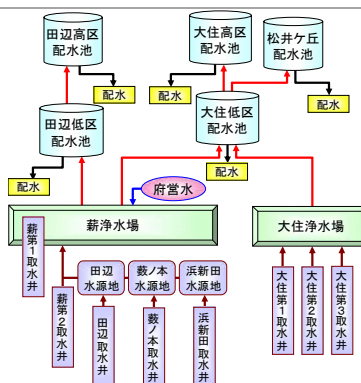 田辺高区
配水池
大住高区
配水池
松井ケ丘
配水池
配水
配水
配水
田辺低区
配水池
大住低区
配水池
配水
配水
府営水
薪浄水場
大住浄水場
薪第1取水井
薪第2取水井
田辺
水源地
薮ノ本
水源地
浜新田
水源地
田辺取水井
薮ノ本取水井
浜新田取水井
大住第1取水井
大住第2取水井
大住第3取水井